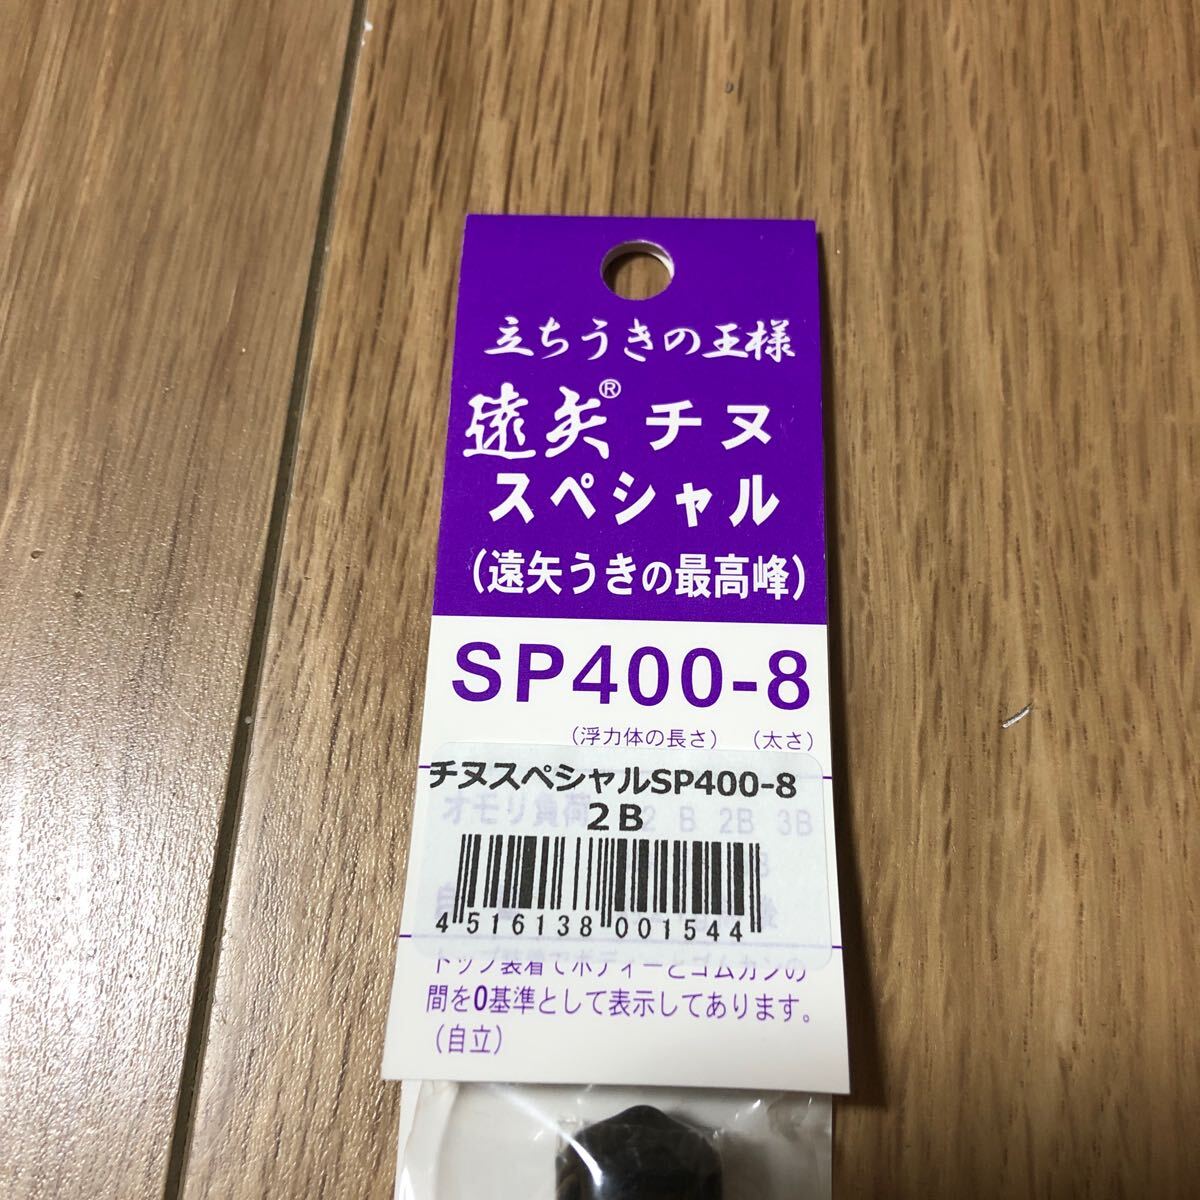 立ちうきの王様
遠矢® チヌ
スペシャル
(遠矢うきの最高峰)
SP400-8
(浮力体の長さ) (太さ)
チヌスペシャルSP400-8
2B
オモリ負荷 2 B 2B 3B
4 516138 001544
トップ装着でボディーとゴムカンの
間を0基準として表示してあります。
(自立)